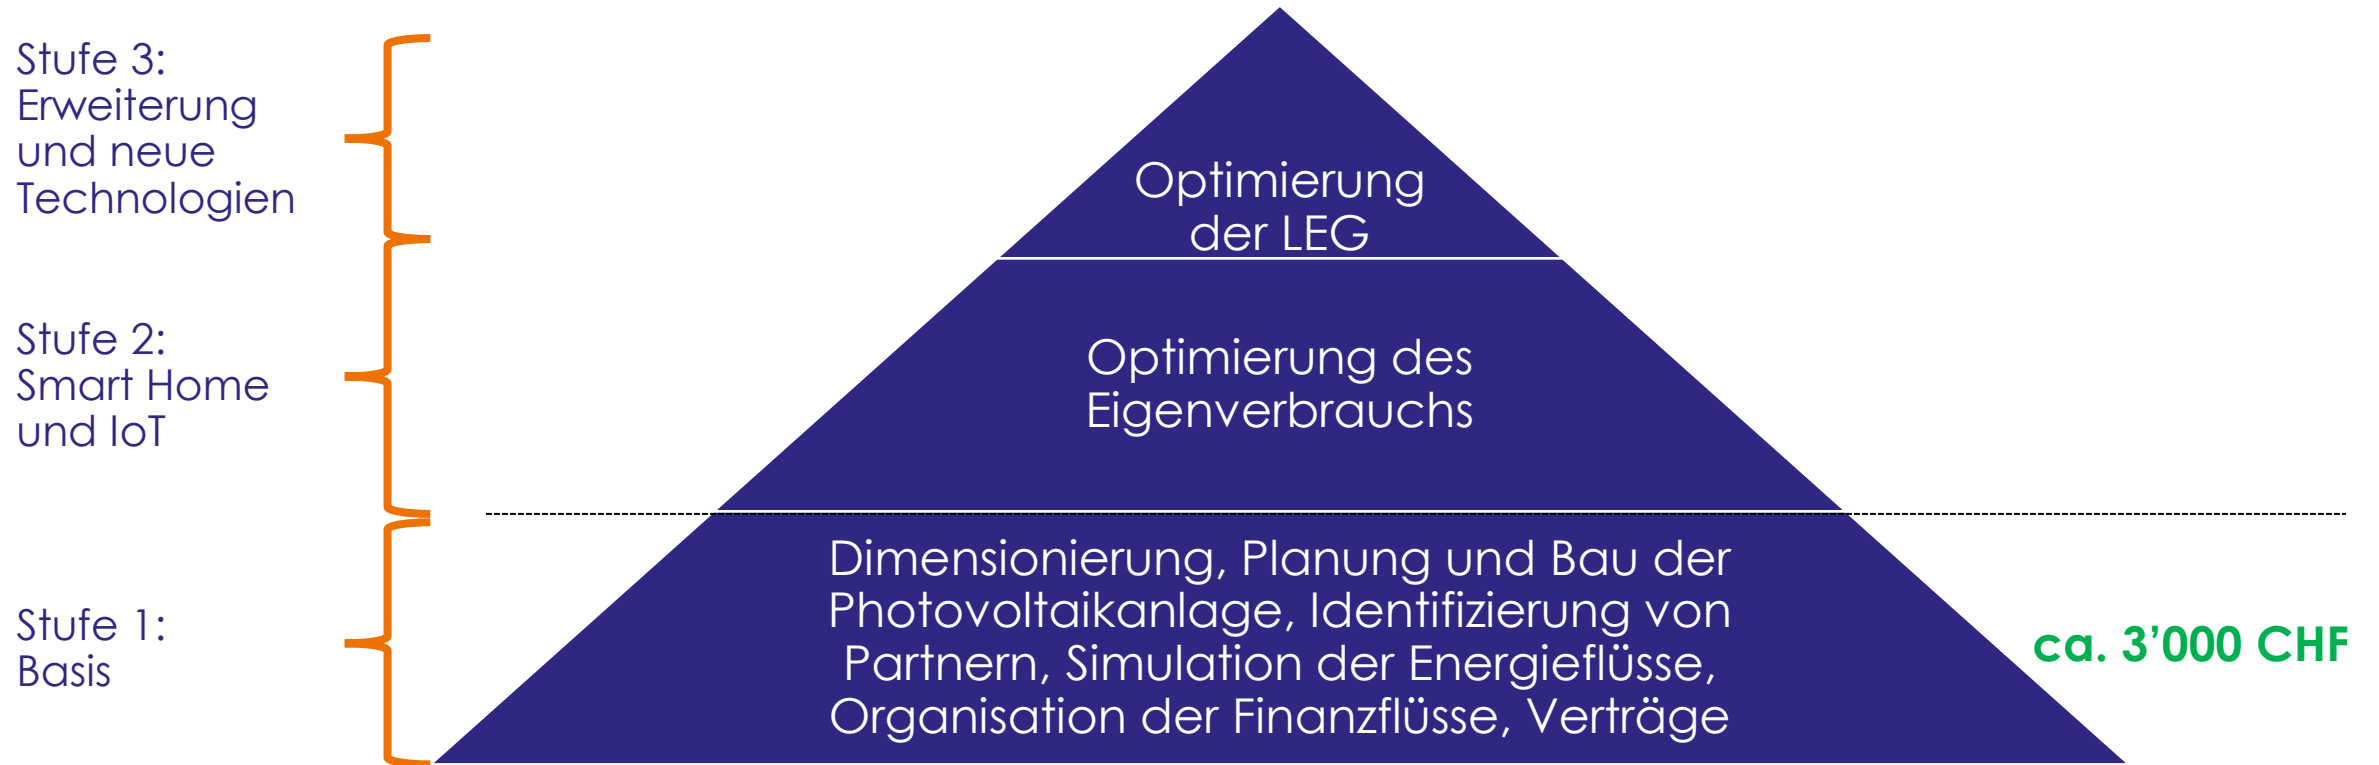 Stufe 3:
Erweiterung
und neue
Technologien
Optimierung
der LEG
Stufe 2:
Smart Home
und IoT
Optimierung des
Eigenverbrauchs
Stufe 1:
Basis
Dimensionierung, Planung und Bau der
Photovoltaikanlage, Identifizierung von
Partnern, Simulation der Energieflüsse,
Organisation der Finanzflüsse, Verträge
ca. 3’000 CHF